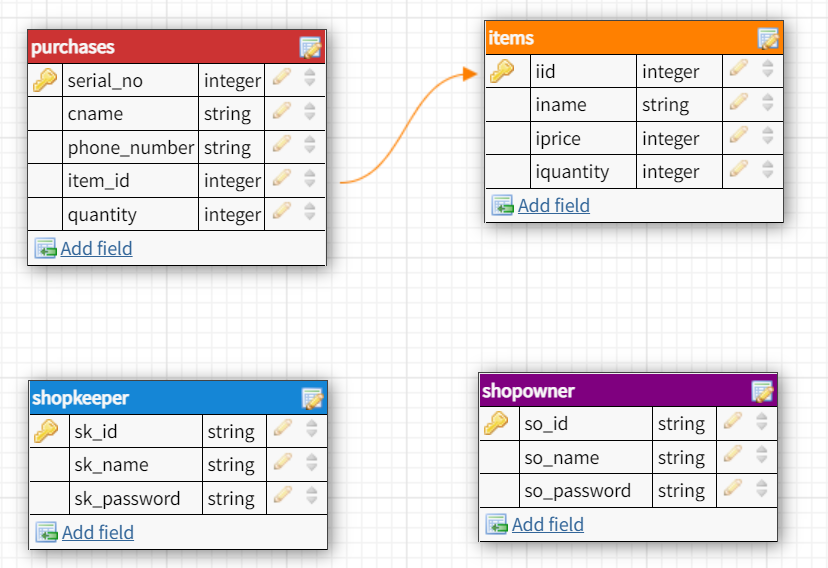 purchases
serial_no integer
cname string
phone_number string
item_id integer
quantity integer
Add field
items
iid integer
iname string
iprice integer
iquantity integer
Add field
shopkeeper
sk_id string
sk_name string
sk_password string
Add field
shopowner
so_id string
so_name string
so_password string
Add field